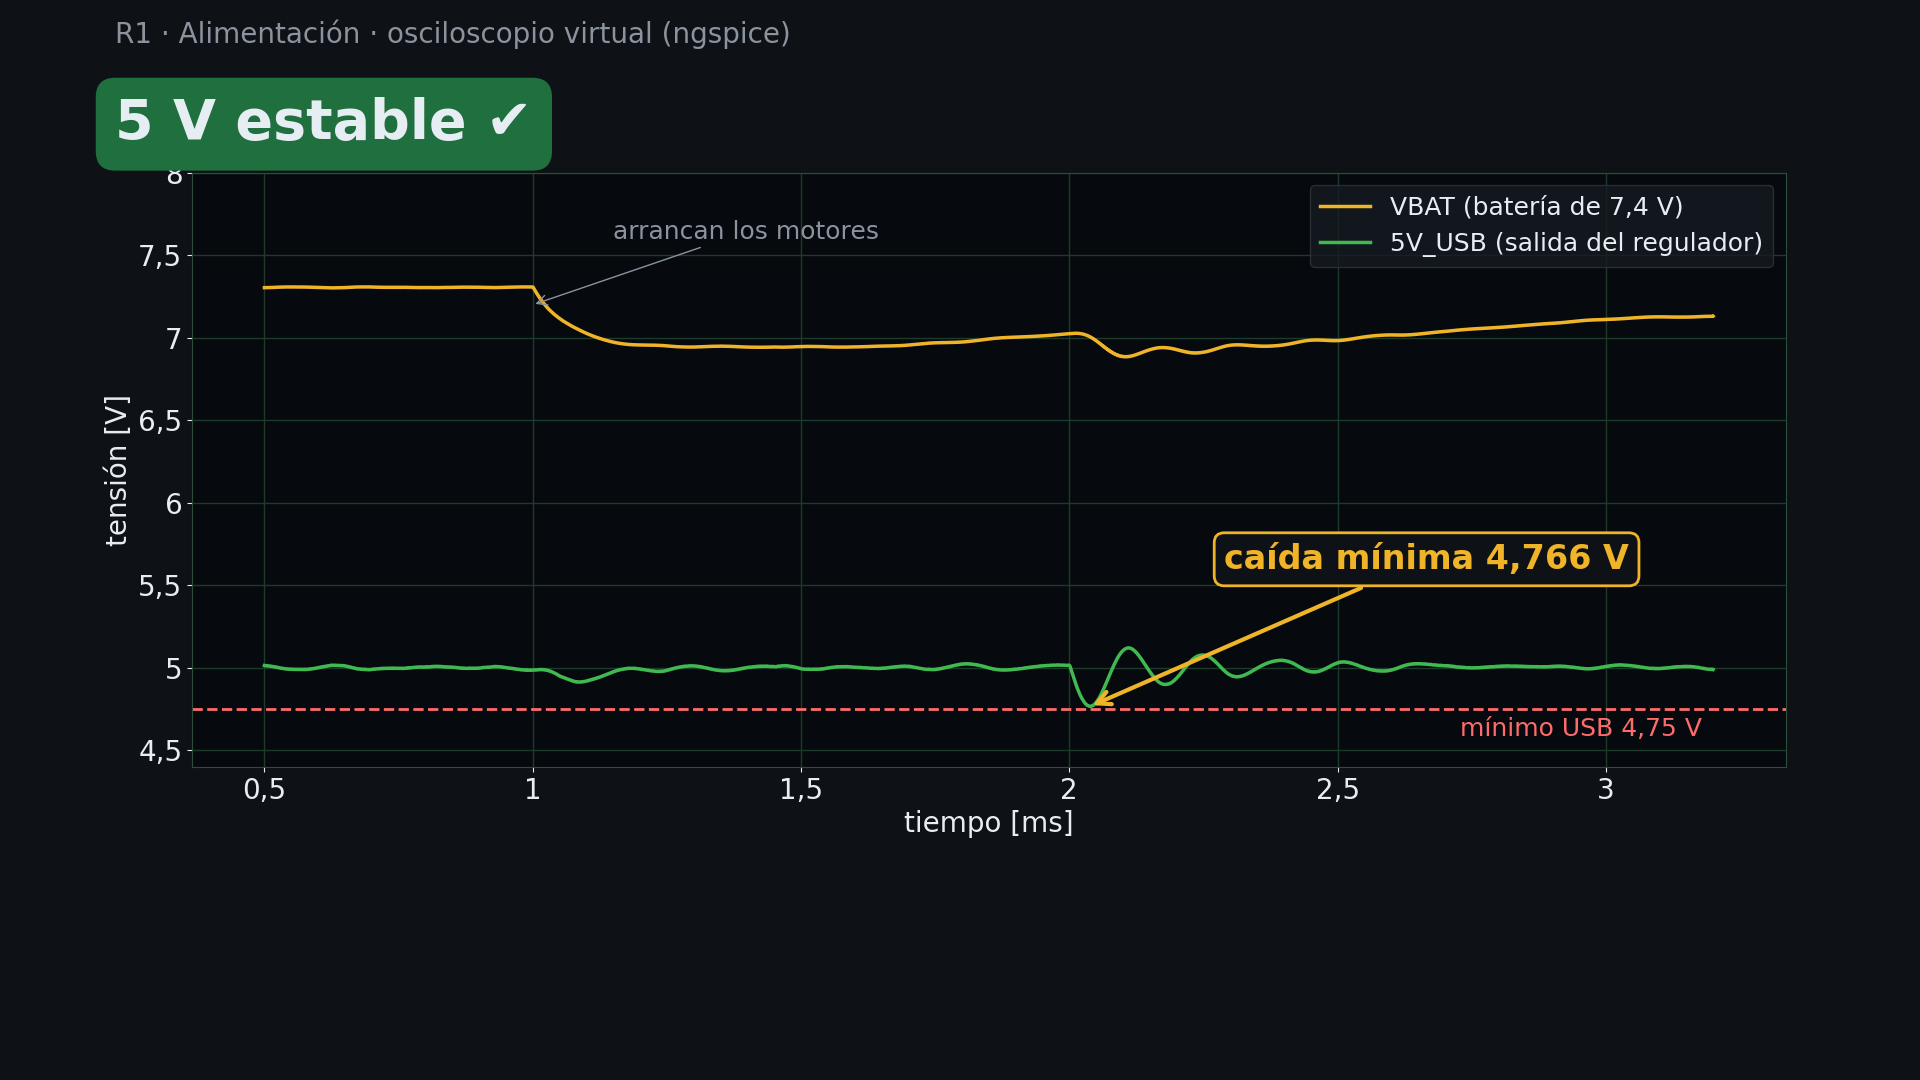 R1 · Alimentación · osciloscopio virtual (ngspice)
5 V estable ✔
8
7,5
7
6,5
6
5,5
5
4,5
tensión [V]
arrancan los motores
VBAT (batería de 7,4 V)
5V_USB (salida del regulador)
caída mínima 4,766 V
mínimo USB 4,75 V
0,5 1 1,5 2 2,5 3
tiempo [ms]